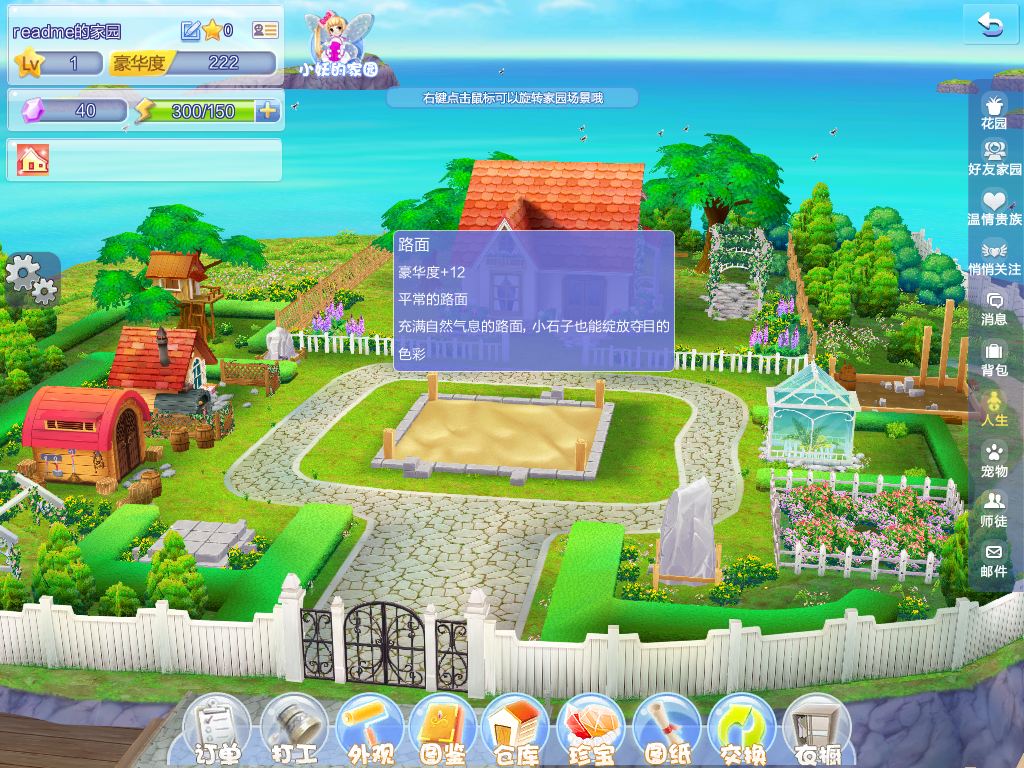 readme的家园
0
Lv
1
豪华度
222
小妖的家园
40
300/150
右键点击鼠标可以旋转家园场景哦
路面
豪华度+12
平常的路面
充满自然气息的路面, 小石子也能绽放夺目的
色彩
花园
好友家园
温情贵族
悄悄关注
消息
背包
人生
宠物
师徒
邮件
订单
打工
外观
图鉴
仓库
珍宝
图纸
交换
衣橱